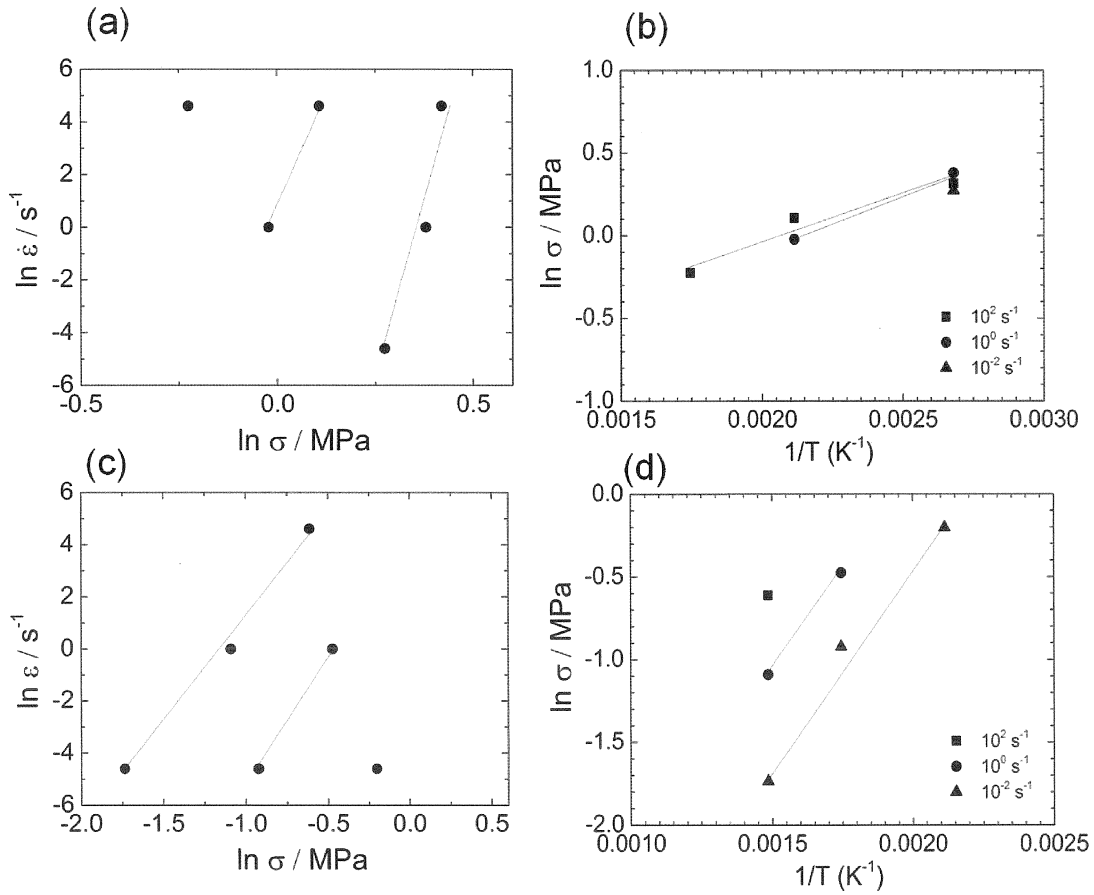 (a)
6
4
2
0
-2
-4
-6
-0.5
0.0
0.5
ln ε̇ / s⁻¹
ln σ / MPa
(b)
1.0
0.5
0.0
-0.5
-1.0
0.0015
0.0020
0.0025
0.0030
ln σ / MPa
1/T (K⁻¹)
10² s⁻¹
10⁰ s⁻¹
10⁻² s⁻¹
(c)
6
4
2
0
-2
-4
-6
-2.0
-1.5
-1.0
-0.5
0.0
0.5
ln ε / s⁻¹
ln σ / MPa
(d)
0.0
-0.5
-1.0
-1.5
-2.0
0.0010
0.0015
0.0020
0.0025
ln σ / MPa
1/T (K⁻¹)
10² s⁻¹
10⁰ s⁻¹
10⁻² s⁻¹